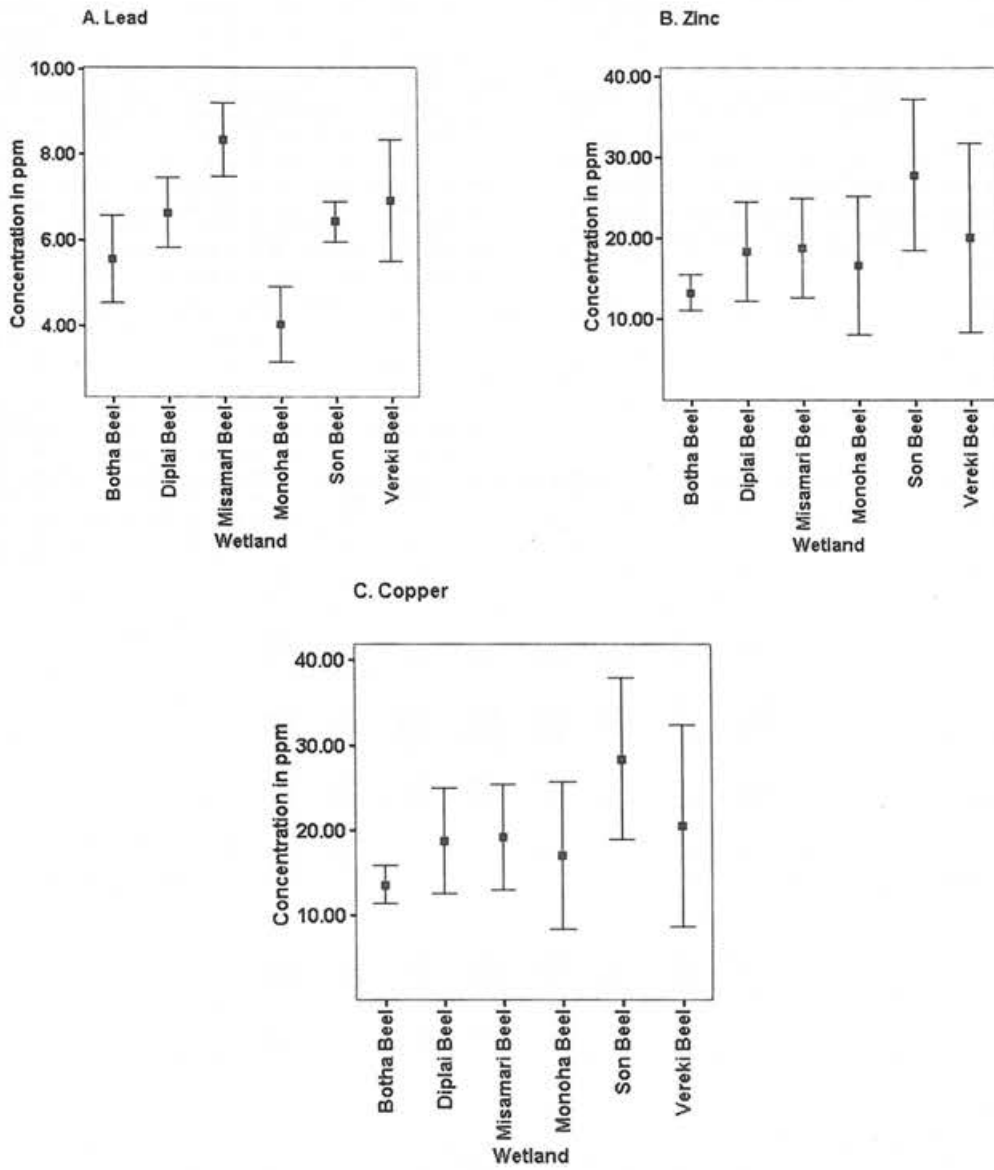 A. Lead
10.00
8.00
6.00
4.00
Concentration in ppm
Botha Beel
Diplai Beel
Misamari Beel
Monoha Beel
Son Beel
Vereki Beel
Wetland
B. Zinc
40.00
30.00
20.00
10.00
Concentration in ppm
Botha Beel
Diplai Beel
Misamari Beel
Monoha Beel
Son Beel
Vereki Beel
Wetland
C. Copper
40.00
30.00
20.00
10.00
Concentration in ppm
Botha Beel
Diplai Beel
Misamari Beel
Monoha Beel
Son Beel
Vereki Beel
Wetland